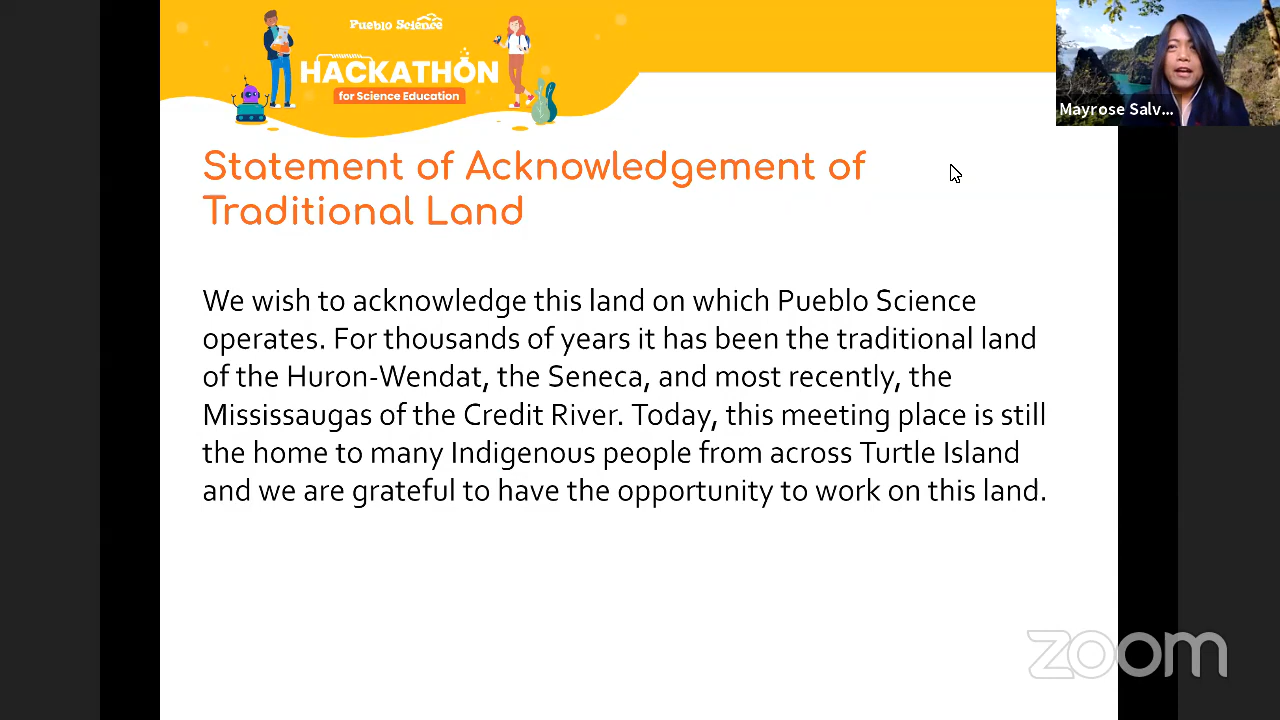 Pueblo Science
HACKATHON
for Science Education
Mayrose Salv...
Statement of Acknowledgement of
Traditional Land
We wish to acknowledge this land on which Pueblo Science
operates. For thousands of years it has been the traditional land
of the Huron-Wendat, the Seneca, and most recently, the
Mississaugas of the Credit River. Today, this meeting place is still
the home to many Indigenous people from across Turtle Island
and we are grateful to have the opportunity to work on this land.
zoom